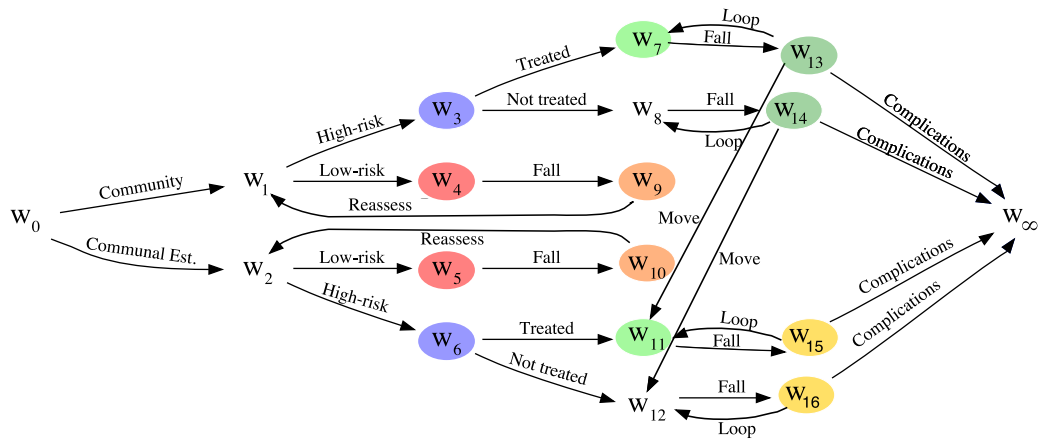 Loop
w7
Fall
w13
Treated
w3
Not treated
w8
Fall
w14
Complications
High-risk
Loop
Complications
w1
Low-risk
w4
Fall
w9
Community
Reassess
Move
w0
w∞
Reassess
Communal Est.
w2
Low-risk
w5
Fall
w10
Move
Complications
High-risk
Loop
w6
Treated
w11
Fall
w15
Complications
Not treated
w12
Fall
w16
Loop